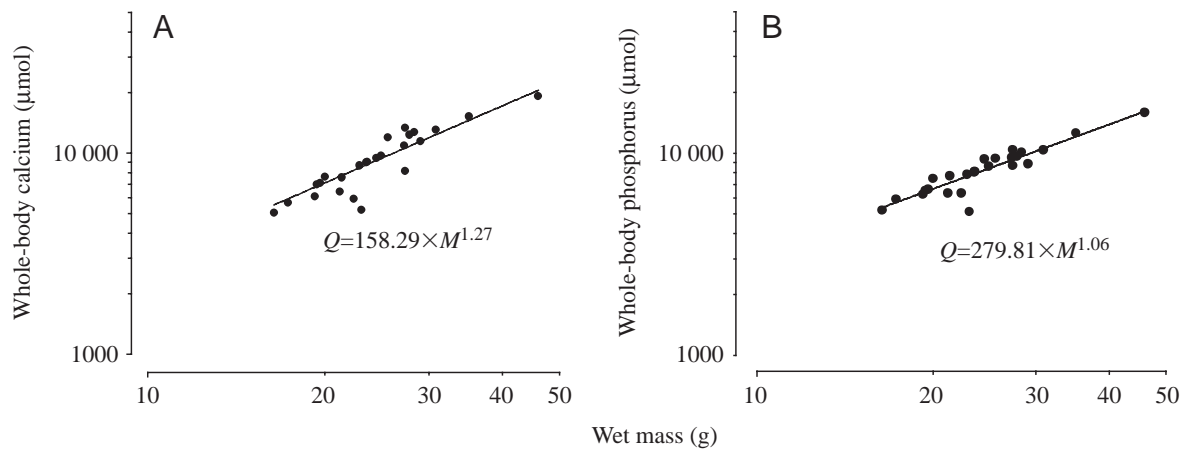 A
Whole-body calcium (μmol)
10 000
1000
Q=158.29×M^1.27
10 20 30 40 50
B
Whole-body phosphorus (μmol)
10 000
1000
Q=279.81×M^1.06
10 20 30 40 50
Wet mass (g)